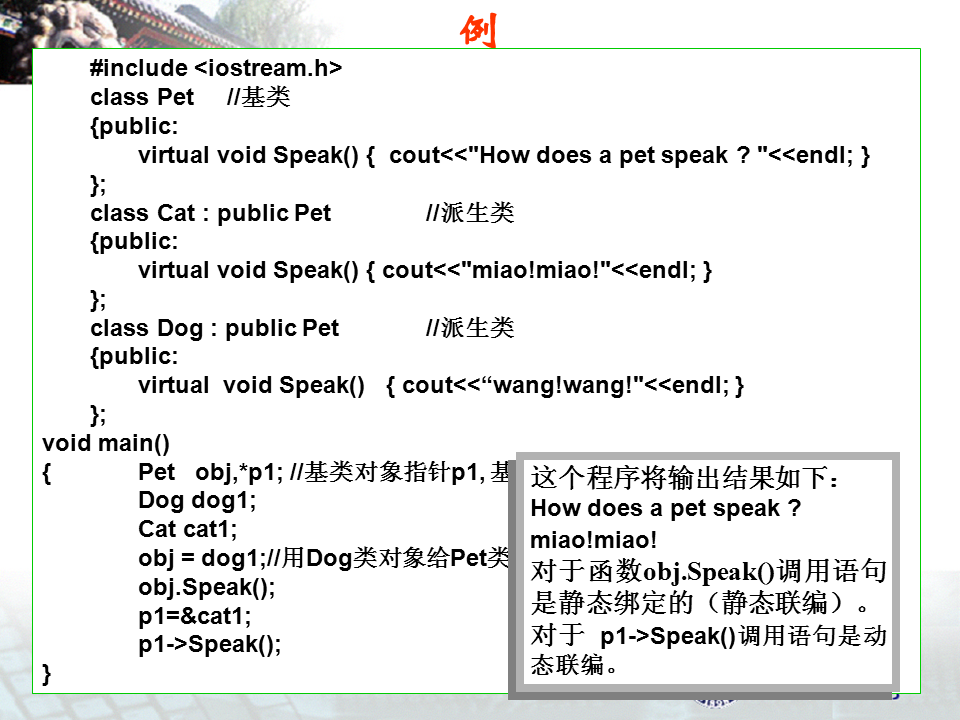 例
#include <iostream.h>
class Pet //基类
{public:
virtual void Speak() { cout<<"How does a pet speak ? "<<endl; }
};
class Cat : public Pet //派生类
{public:
virtual void Speak() { cout<<"miao!miao!"<<endl; }
};
class Dog : public Pet //派生类
{public:
virtual void Speak() { cout<<“wang!wang!"<<endl; }
};
void main()
{ Pet obj,*p1; //基类对象指针p1, 基
Dog dog1;
Cat cat1;
obj = dog1;//用Dog类对象给Pet类
obj.Speak();
p1=&cat1;
p1->Speak();
}
这个程序将输出结果如下：
How does a pet speak ?
miao!miao!
对于函数obj.Speak()调用语句
是静态绑定的（静态联编）。
对于 p1->Speak()调用语句是动
态联编。